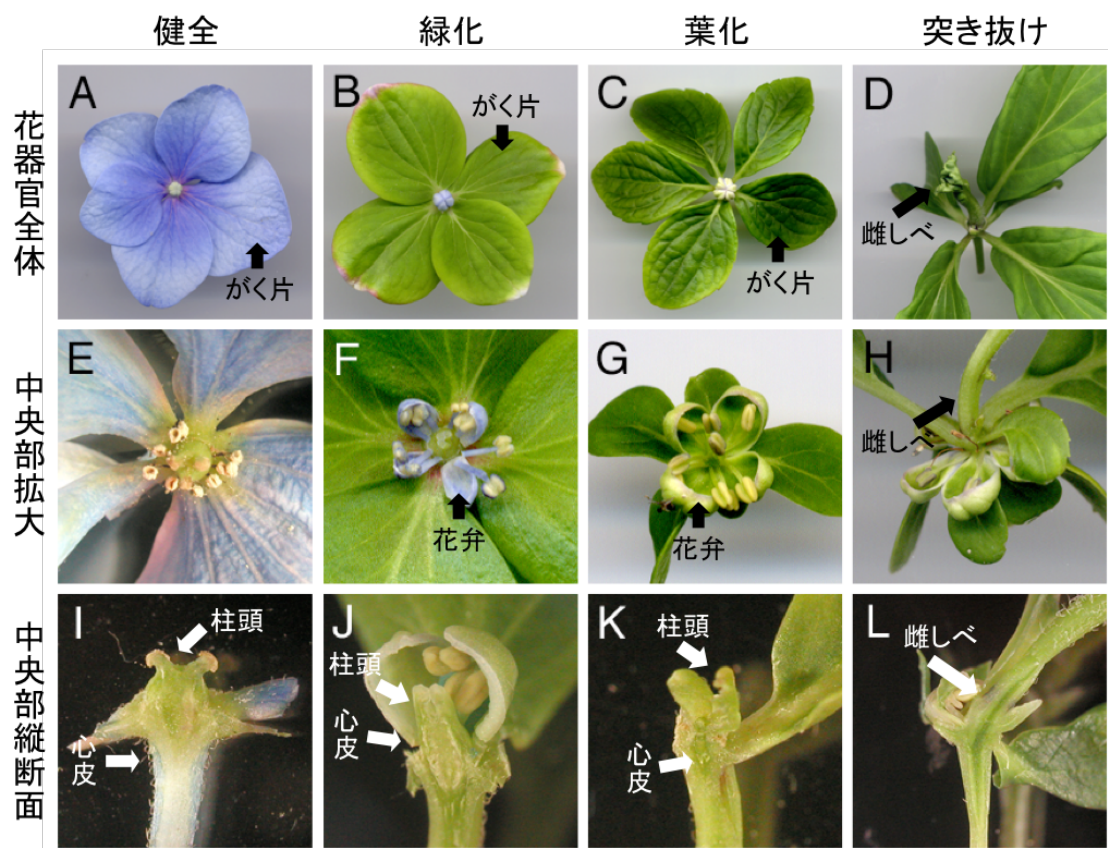 健全
緑化
葉化
突き抜け
花器官全体
A
がく片
B
がく片
C
がく片
D
雌しべ
中央部拡大
E
F
花弁
G
花弁
H
雌しべ
中央部縦断面
I
柱頭
心皮
J
柱頭
心皮
K
柱頭
心皮
L
雌しべ